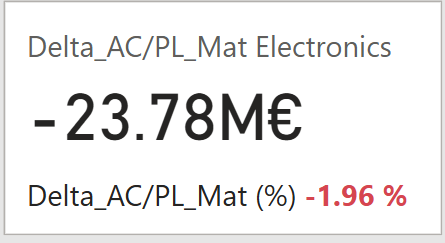 Delta_AC/PL_Mat Electronics
-23.78M€
Delta_AC/PL_Mat (%) -1.96 %